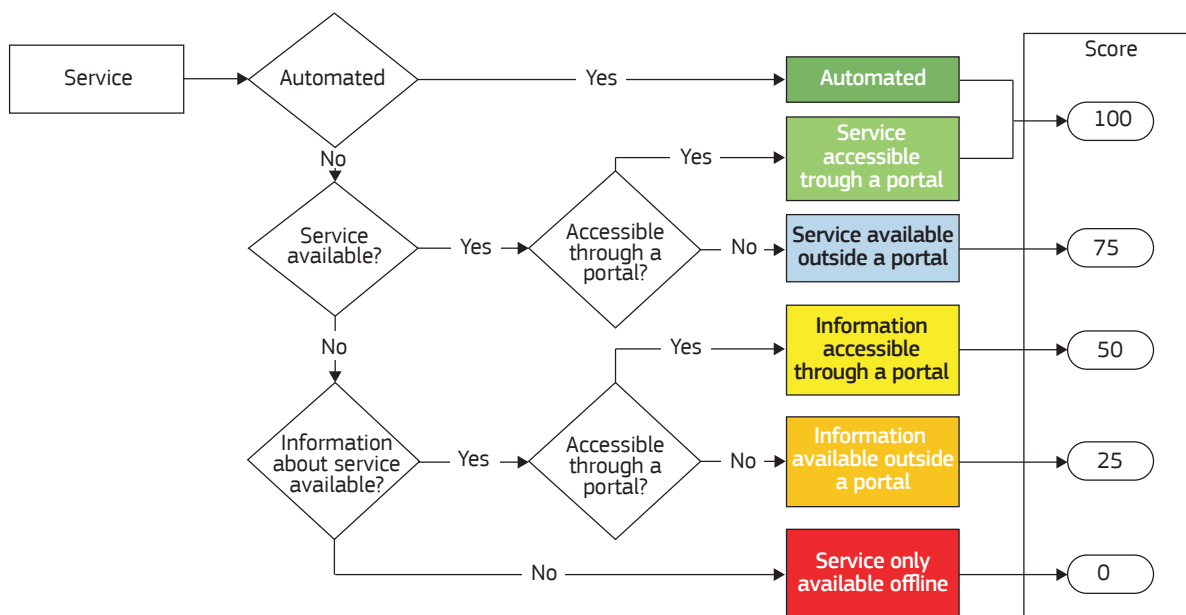 Score
Service
Automated
Yes
Automated
100
No
Yes
Service
accessible
trough a portal
Service
available?
Yes
Accessible
through a
portal?
No
Service available
outside a portal
75
No
Yes
Information
accessible
through a portal
50
Information
about service
available?
Yes
Accessible
through a
portal?
No
Information
available outside
a portal
25
No
Service only
available offline
0